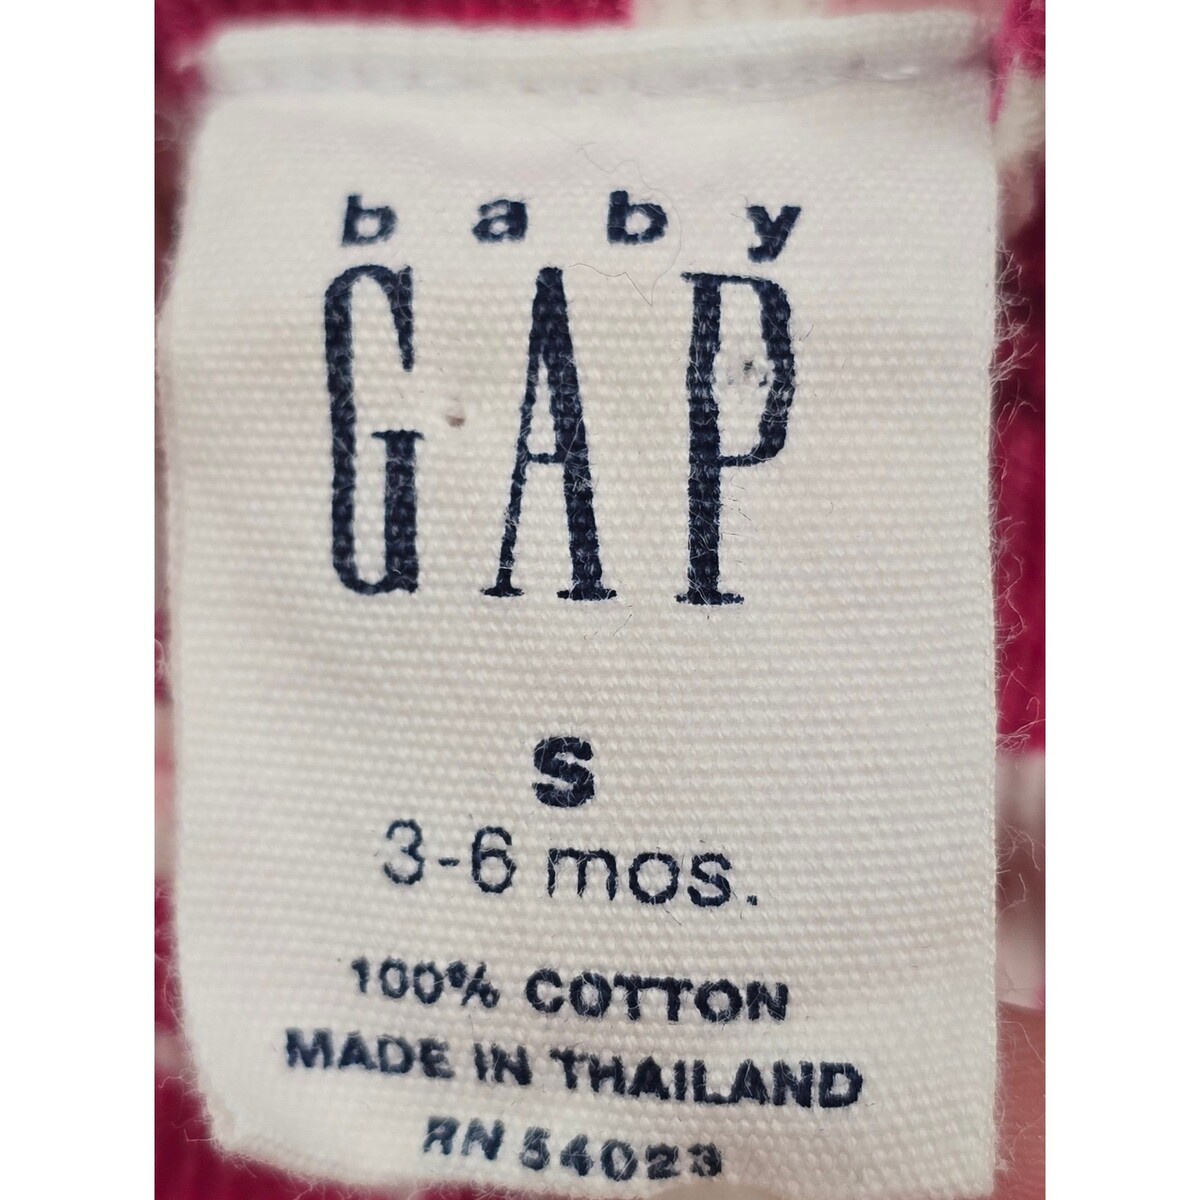 baby
GAP
S
3-6 mos.
100% COTTON
MADE IN THAILAND
RN 54023